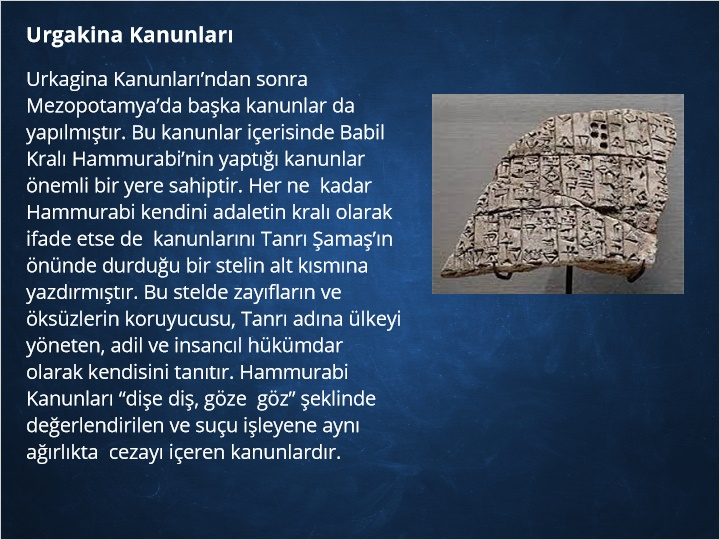 Urgakina Kanunları
Urkagina Kanunları’ndan sonra
Mezopotamya’da başka kanunlar da
yapılmıştır. Bu kanunlar içerisinde Babil
Kralı Hammurabi’nin yaptığı kanunlar
önemli bir yere sahiptir. Her ne  kadar
Hammurabi kendini adaletin kralı olarak
ifade etse de  kanunlarını Tanrı Şamaş’ın
önünde durduğu bir stelin alt kısmına
yazdırmıştır. Bu stelde zayıfların ve
öksüzlerin koruyucusu, Tanrı adına ülkeyi
yöneten, adil ve insancıl hükümdar
olarak kendisini tanıtır. Hammurabi
Kanunları “dişe diş, göze  göz” şeklinde
değerlendirilen ve suçu işleyene aynı
ağırlıkta  cezayı içeren kanunlardır.